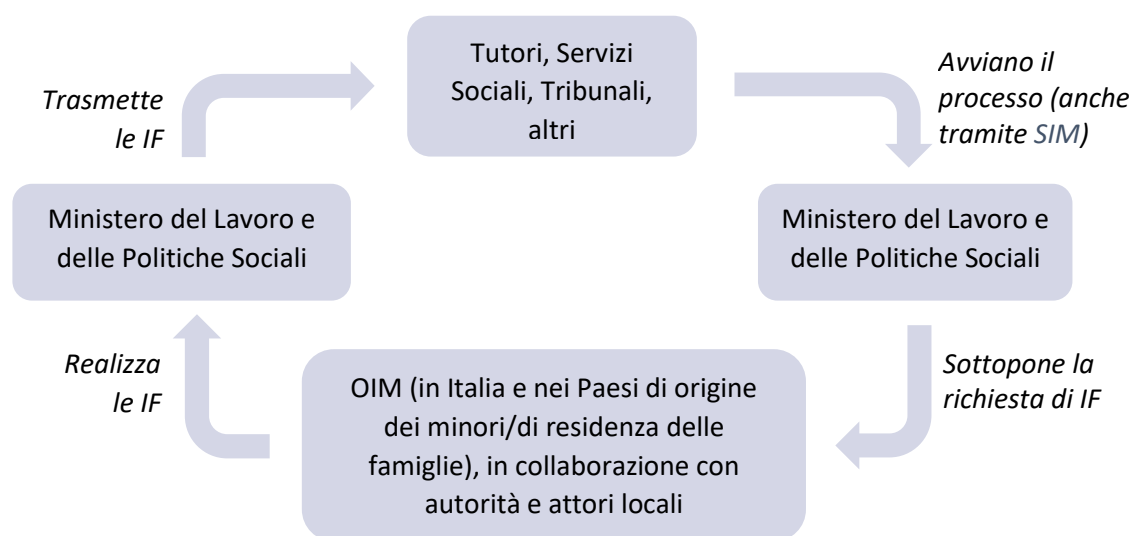 Tutori, Servizi
Sociali, Tribunali,
altri
Avviano il
processo (anche
tramite SIM)
Trasmette
le IF
Ministero del Lavoro e
delle Politiche Sociali
Ministero del Lavoro e
delle Politiche Sociali
Realizza
le IF
OIM (in Italia e nei Paesi di origine
dei minori/di residenza delle
famiglie), in collaborazione con
autorità e attori locali
Sottopone la
richiesta di IF